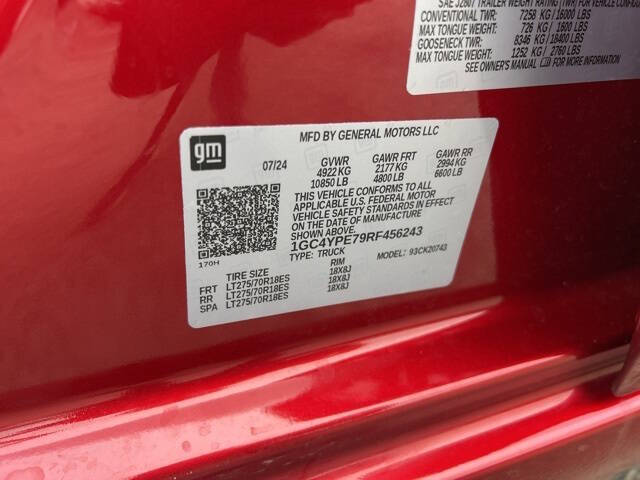 SAE J2807 TRAILER WEIGHT RATING (TWR) FOR VEHICLE CONFIGU
CONVENTIONAL TWR: 7258 KG/16000 LBS
MAX TONGUE WEIGHT: 726 KG / 1600 LBS
GOOSENECK TWR: 8346 KG/18400 LBS
MAX TONGUE WEIGHT: 1252 KG / 2760 LBS
SEE OWNER'S MANUAL FOR MORE INFORMATION
gm
MFD BY GENERAL MOTORS LLC
07/24 GVWR GAWR FRT GAWR RR
4922 KG 2177 KG 2994 KG
10850 LB 4800 LB 6600 LB
THIS VEHICLE CONFORMS TO ALL
APPLICABLE U.S. FEDERAL MOTOR
VEHICLE SAFETY STANDARDS IN EFFECT
ON THE DATE OF MANUFACTURE
SHOWN ABOVE.
1GC4YPE79RF456243
170H TYPE: TRUCK MODEL: 93CK20743
TIRE SIZE RIM
FRT LT275/70R18ES 18X8J
RR LT275/70R18ES 18X8J
SPA LT275/70R18ES 18X8J